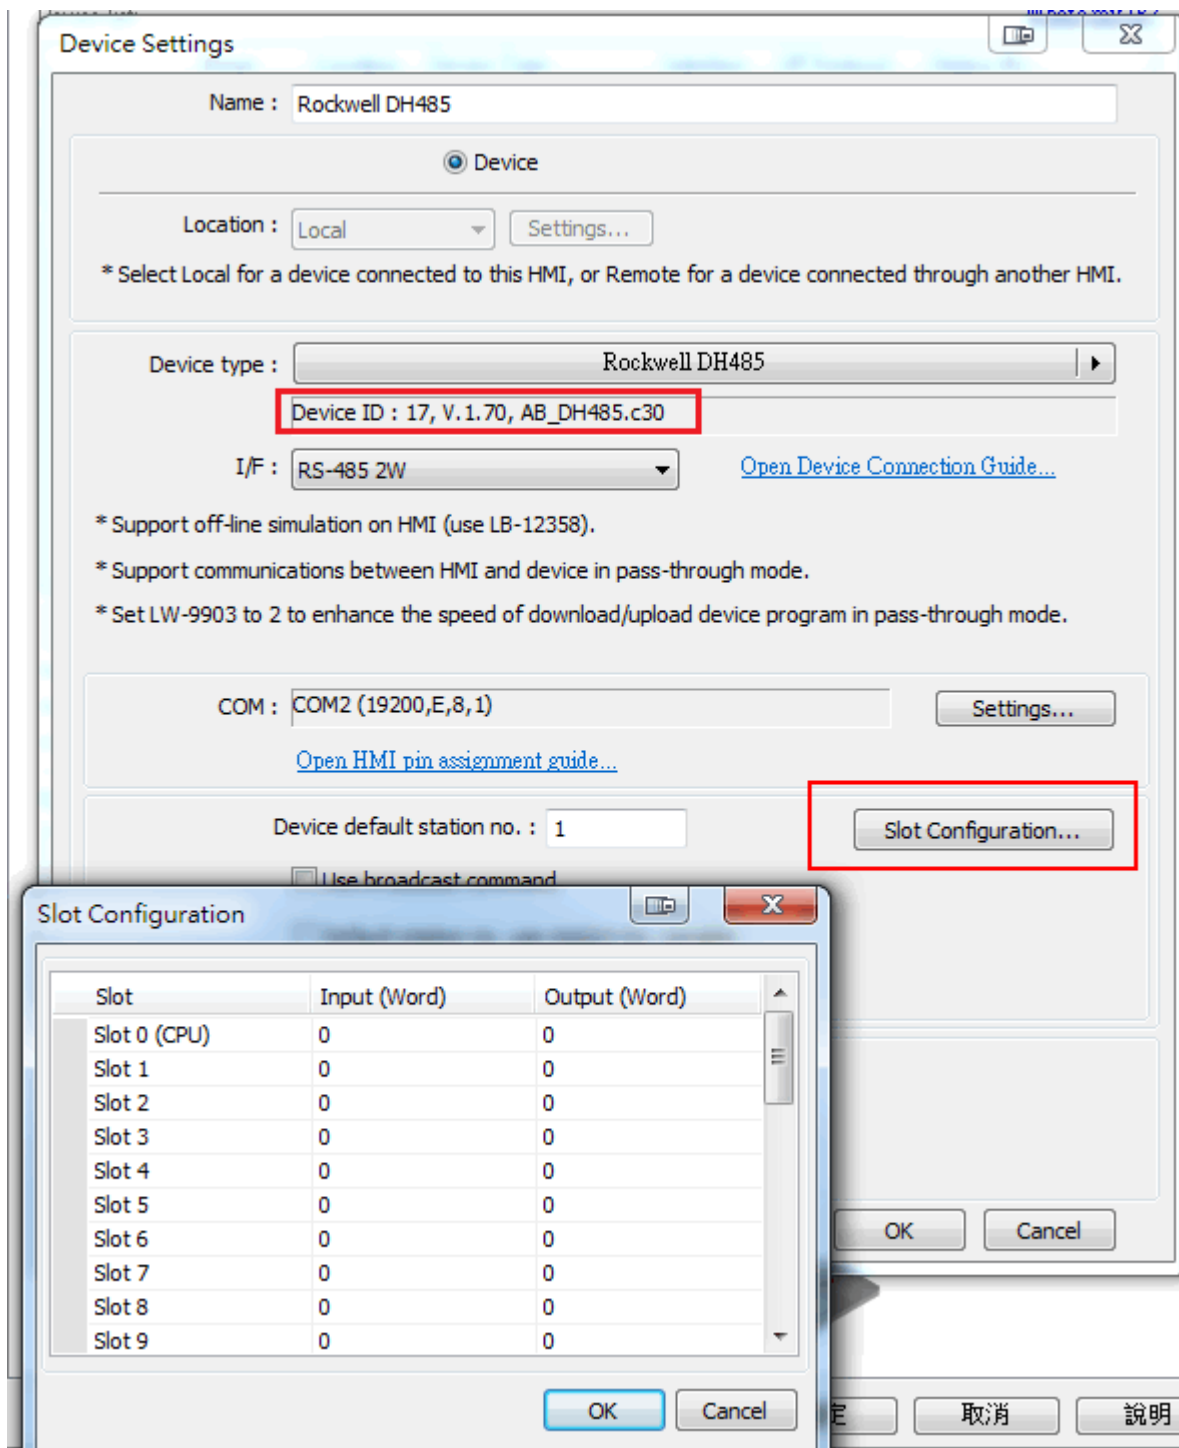 Device Settings
Name : Rockwell DH485
Device
Location : Local Settings...
* Select Local for a device connected to this HMI, or Remote for a device connected through another HMI.
Device type : Rockwell DH485
Device ID : 17, V.1.70, AB_DH485.c30
I/F : RS-485 2W Open Device Connection Guide...
* Support off-line simulation on HMI (use LB-12358).
* Support communications between HMI and device in pass-through mode.
* Set LW-9903 to 2 to enhance the speed of download/upload device program in pass-through mode.
COM : COM2 (19200,E,8,1) Settings...
Open HMI pin assignment guide...
Device default station no. : 1 Slot Configuration...
Use broadcast command
Slot Configuration
Slot Input (Word) Output (Word)
Slot 0 (CPU) 0 0
Slot 1 0 0
Slot 2 0 0
Slot 3 0 0
Slot 4 0 0
Slot 5 0 0
Slot 6 0 0
Slot 7 0 0
Slot 8 0 0
Slot 9 0 0
OK Cancel
OK Cancel
取消 說明